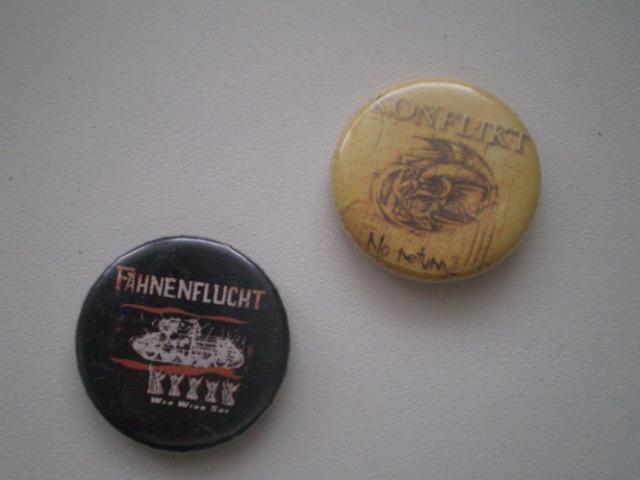 KONFLIKT
No return
FAHNENFLUCHT